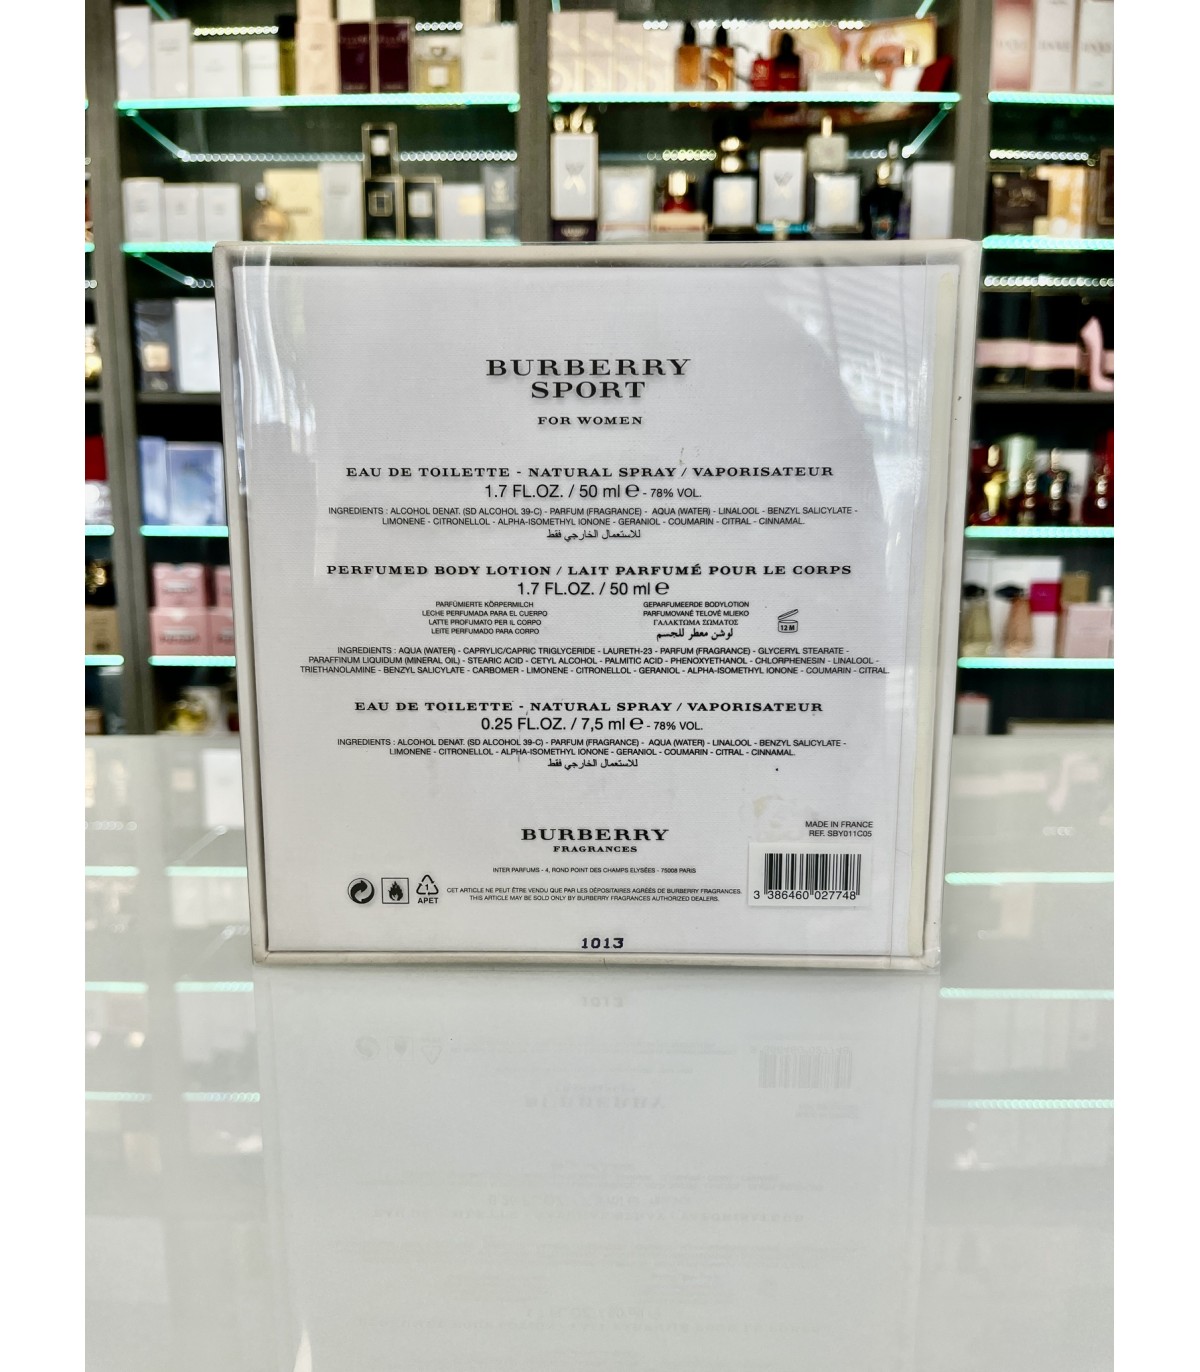 BURBERRY
SPORT
FOR WOMEN
EAU DE TOILETTE - NATURAL SPRAY / VAPORISATEUR
1.7 FL.OZ. / 50 ml ℮ - 78% VOL.
INGREDIENTS : ALCOHOL DENAT. (SD ALCOHOL 39-C) - PARFUM (FRAGRANCE) - AQUA (WATER) - LINALOOL - BENZYL SALICYLATE -
LIMONENE - CITRONELLOL - ALPHA-ISOMETHYL IONONE - GERANIOL - COUMARIN - CITRAL - CINNAMAL.
للاستعمال الخارجي فقط
PERFUMED BODY LOTION / LAIT PARFUMÉ POUR LE CORPS
1.7 FL.OZ. / 50 ml ℮
PARFÜMIERTE KÖRPERMILCH
LECHE PERFUMADA PARA EL CUERPO
LATTE PROFUMATO PER IL CORPO
LEITE PERFUMADO PARA CORPO
GEPARFUMEERDE BODYLOTION
PARFUMOVANÉ TELOVÉ MLIEKO
ΓΑΛΑΚΤΩΜΑ ΣΩΜΑΤΟΣ
لوشن معطر للجسم
12 M
INGREDIENTS : AQUA (WATER) - CAPRYLIC/CAPRIC TRIGLYCERIDE - LAURETH-23 - PARFUM (FRAGRANCE) - GLYCERYL STEARATE -
PARAFFINUM LIQUIDUM (MINERAL OIL) - STEARIC ACID - CETYL ALCOHOL - PALMITIC ACID - PHENOXYETHANOL - CHLORPHENESIN - LINALOOL -
TRIETHANOLAMINE - BENZYL SALICYLATE - CARBOMER - LIMONENE - CITRONELLOL - GERANIOL - ALPHA-ISOMETHYL IONONE - COUMARIN - CITRAL.
EAU DE TOILETTE - NATURAL SPRAY / VAPORISATEUR
0.25 FL.OZ. / 7,5 ml ℮ - 78% VOL.
INGREDIENTS : ALCOHOL DENAT. (SD ALCOHOL 39-C) - PARFUM (FRAGRANCE) - AQUA (WATER) - LINALOOL - BENZYL SALICYLATE -
LIMONENE - CITRONELLOL - ALPHA-ISOMETHYL IONONE - GERANIOL - COUMARIN - CITRAL - CINNAMAL.
للاستعمال الخارجي فقط
MADE IN FRANCE
REF. SBY011C05
BURBERRY
FRAGRANCES
INTER PARFUMS - 4, ROND POINT DES CHAMPS ELYSÉES - 75008 PARIS
1
APET
CET ARTICLE NE PEUT ÊTRE VENDU QUE PAR LES DÉPOSITAIRES AGRÉÉS DE BURBERRY FRAGRANCES.
THIS ARTICLE MAY BE SOLD ONLY BY BURBERRY FRAGRANCES AUTHORIZED DEALERS.
3 386460 027748
1013